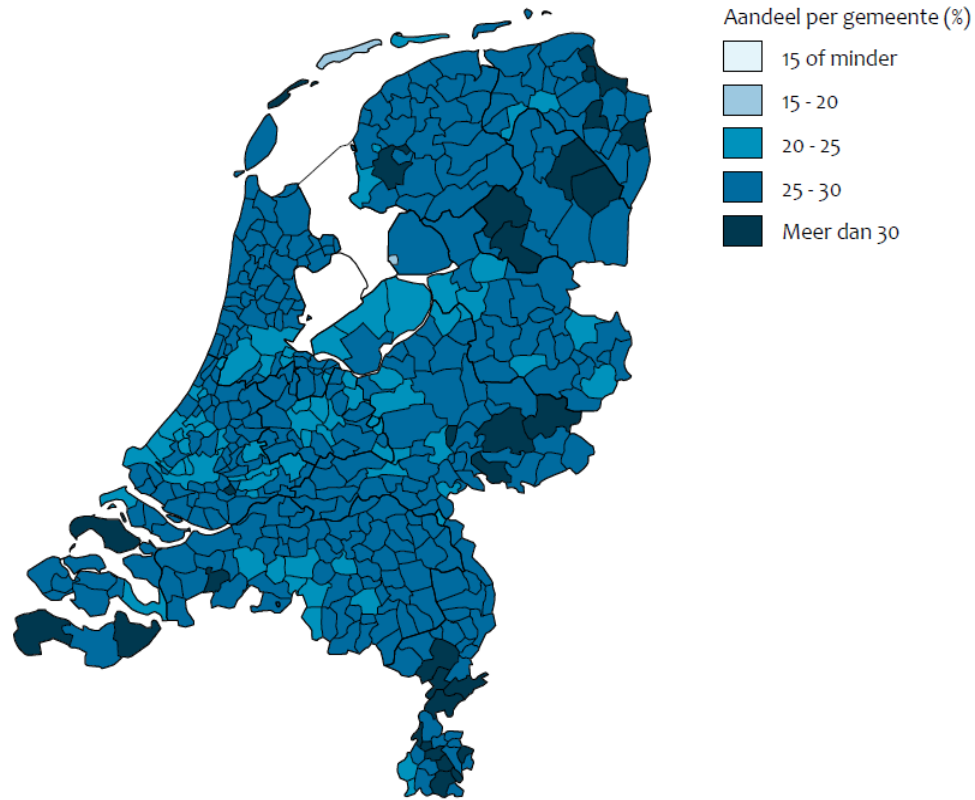 Aandeel per gemeente (%)
15 of minder
15 - 20
20 - 25
25 - 30
Meer dan 30